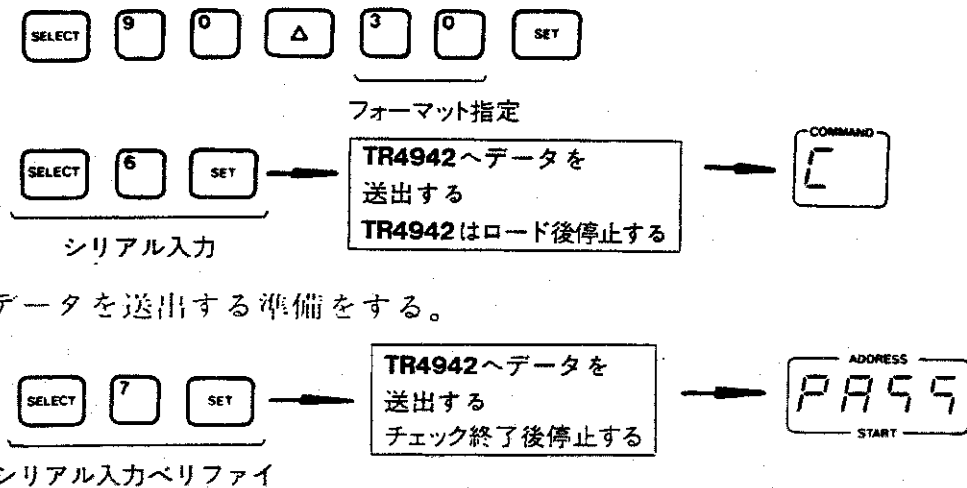 SELECT 9 0 △ 3 0 SET
フォーマット指定
SELECT 6 SET
TR4942へデータを
送出する
TR4942はロード後停止する
COMMAND
C
シリアル入力
データを送出する準備をする。
SELECT 7 SET
TR4942へデータを
送出する
チェック終了後停止する
ADDRESS
PASS
START
シリアル入力ベリファイ